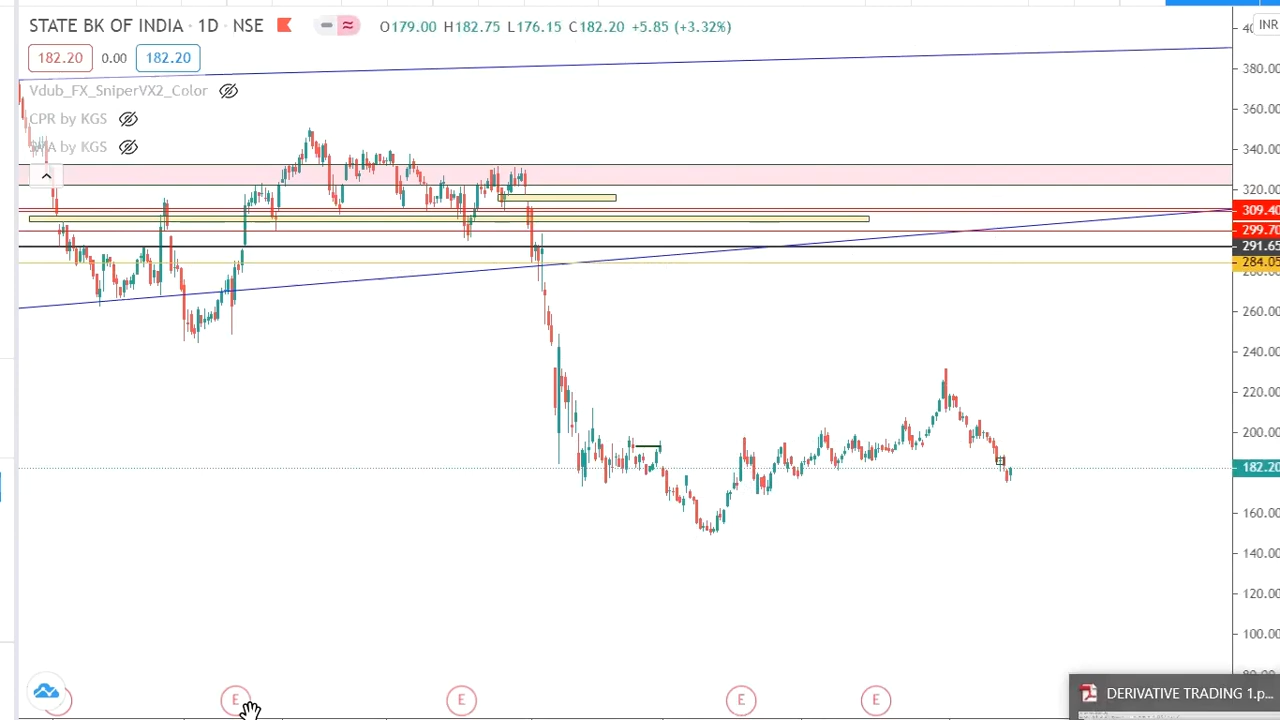 STATE BK OF INDIA · 1D · NSE O179.00 H182.75 L176.15 C182.20 +5.85 (+3.32%)
INR
182.20 0.00 182.20
Vdub_FX_SniperVX2_Color
CPR by KGS
MA by KGS
380.00
360.00
340.00
320.00
309.40
299.70
291.65
284.05
280.00
260.00
240.00
220.00
200.00
182.20
160.00
140.00
120.00
100.00
E E E E
DERIVATIVE TRADING 1.p...